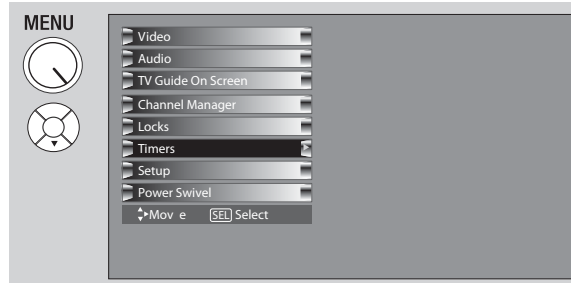 MENU
Video
Audio
TV Guide On Screen
Channel Manager
Locks
Timers
Setup
Power Swivel
Mov e SEL Select